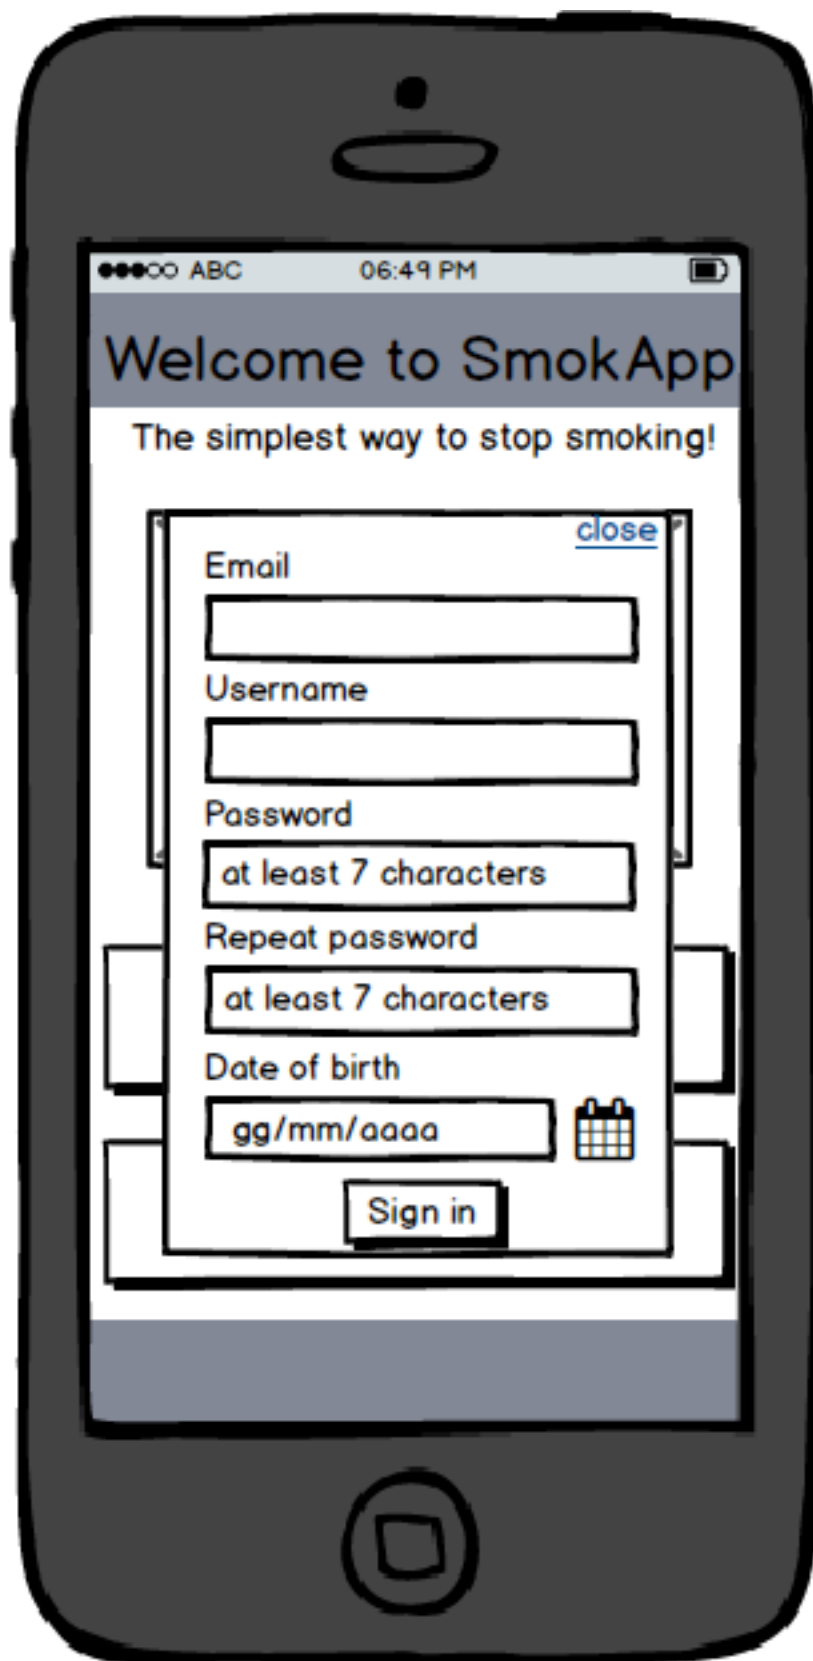 ABC 06:49 PM
Welcome to SmokApp
The simplest way to stop smoking!
close
Email
Username
Password
at least 7 characters
Repeat password
at least 7 characters
Date of birth
gg/mm/aaaa
Sign in